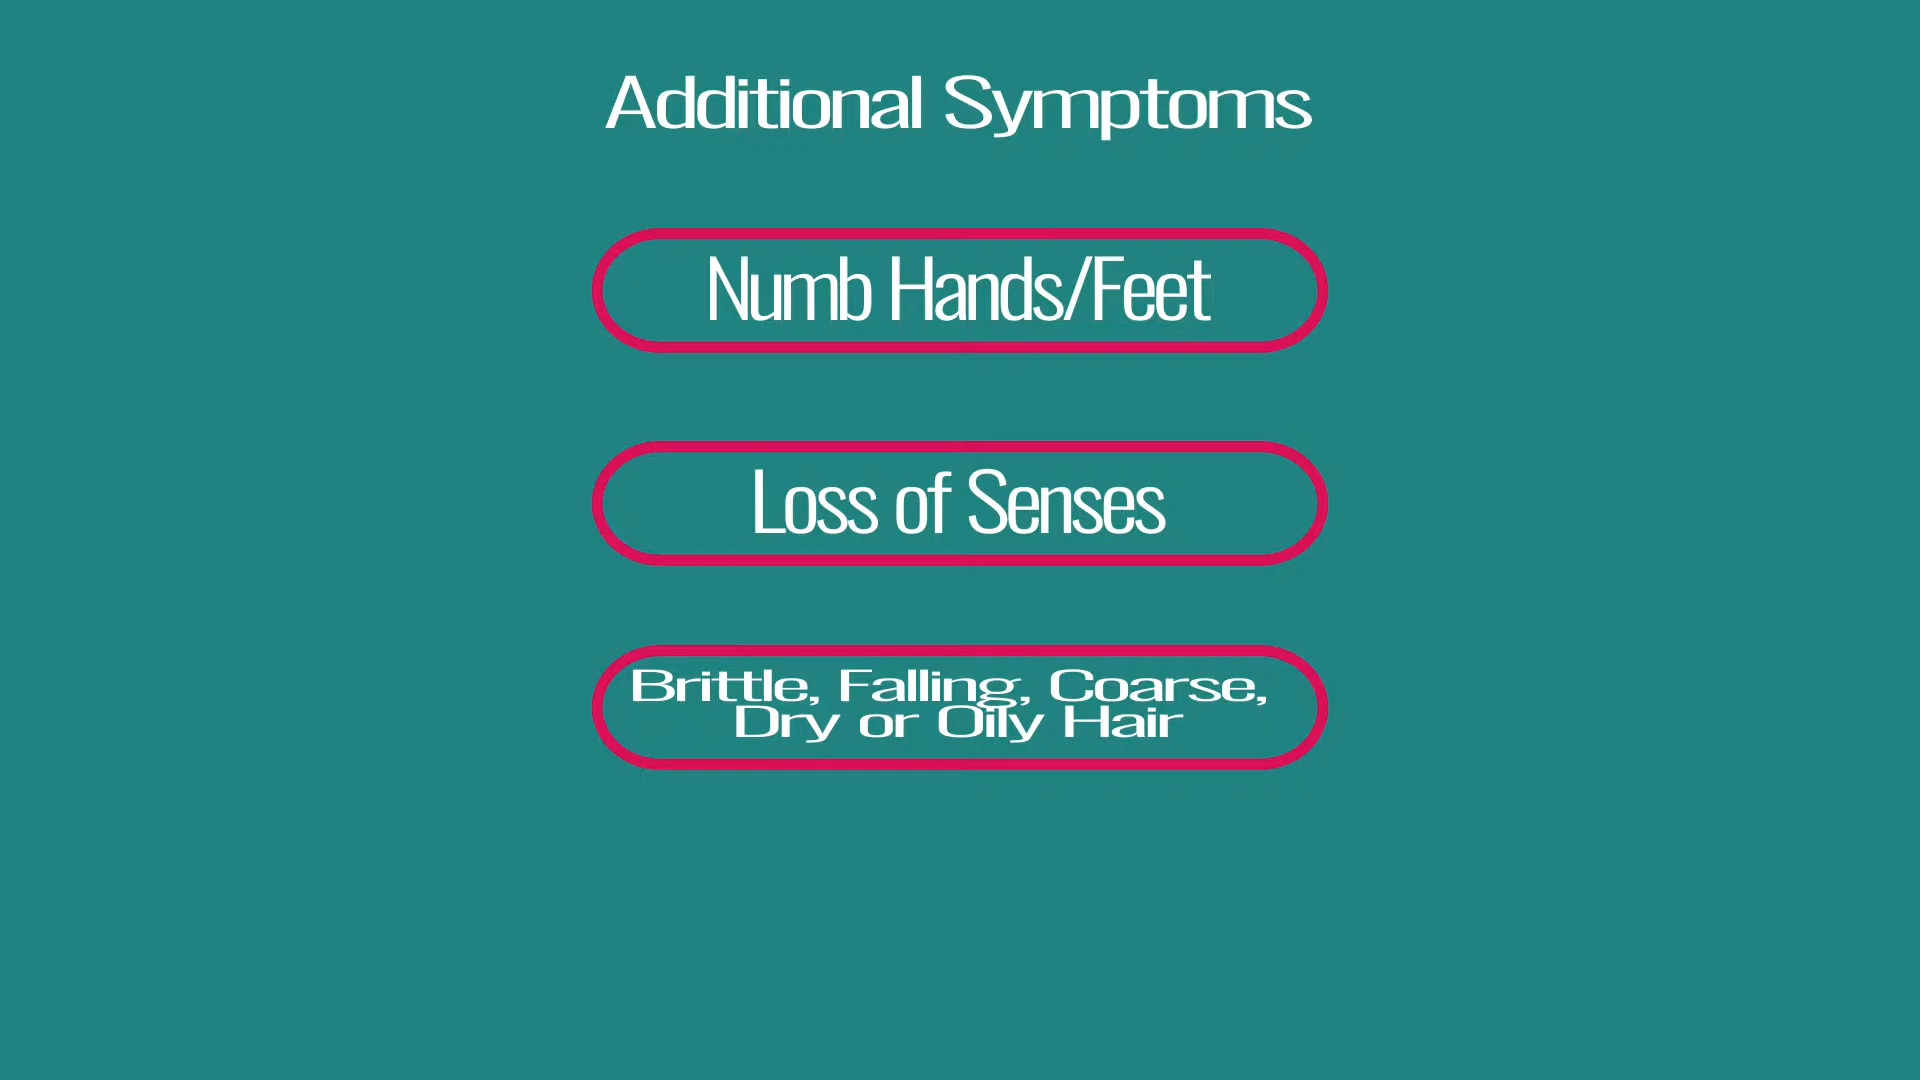 Additional Symptoms
Numb Hands/Feet
Loss of Senses
Brittle, Falling, Coarse,
Dry or Oily Hair